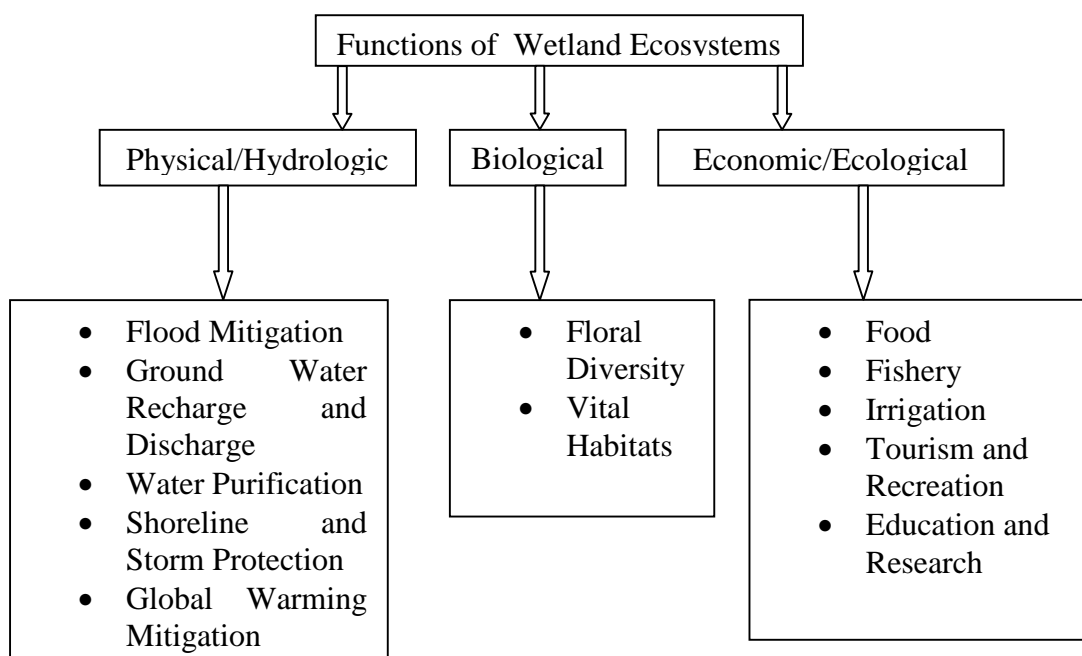 Functions of Wetland Ecosystems
Physical/Hydrologic
Biological
Economic/Ecological
• Flood Mitigation
• Ground Water
Recharge and
Discharge
• Water Purification
• Shoreline and
Storm Protection
• Global Warming
Mitigation
• Floral
Diversity
• Vital
Habitats
• Food
• Fishery
• Irrigation
• Tourism and
Recreation
• Education and
Research